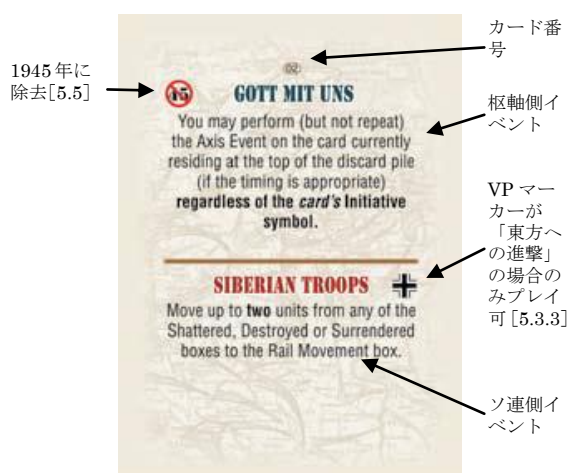 カード番
号
1945年に
除去[5.5]
45
GOTT MIT UNS
You may perform (but not repeat)
the Axis Event on the card currently
residing at the top of the discard pile
(if the timing is appropriate)
regardless of the card's Initiative
symbol.
枢軸側イ
ベント
SIBERIAN TROOPS
Move up to two units from any of the
Shattered, Destroyed or Surrendered
boxes to the Rail Movement box.
VPマー
カーが
「東方へ
の進撃」
の場合の
みプレイ
可[5.3.3]
ソ連側イ
ベント